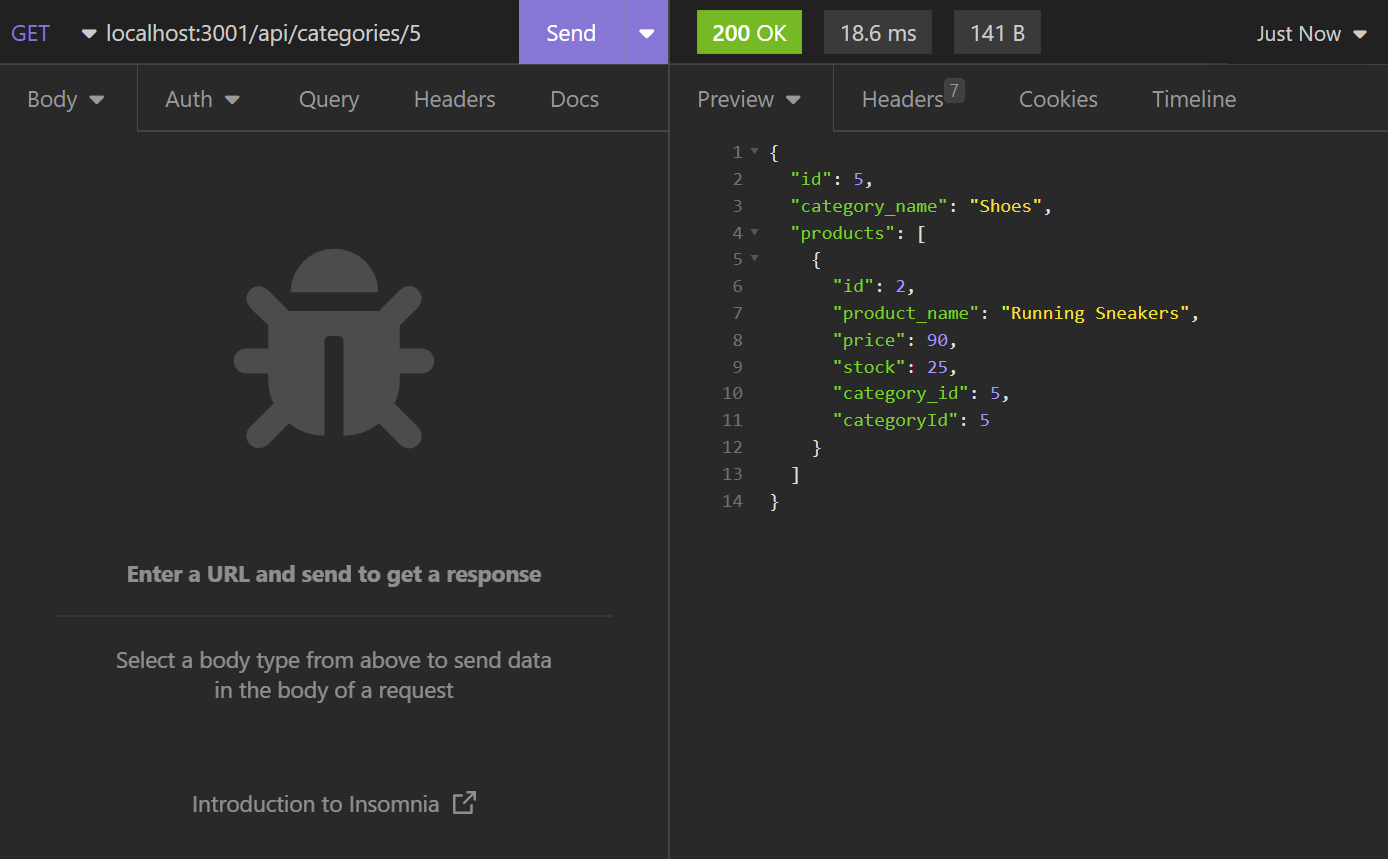 GET localhost:3001/api/categories/5 Send
200 OK 18.6 ms 141 B Just Now
Body Auth Query Headers Docs
Preview Headers 7 Cookies Timeline
Enter a URL and send to get a response
Select a body type from above to send data
in the body of a request
Introduction to Insomnia
1 {
2 "id": 5,
3 "category_name": "Shoes",
4 "products": [
5 {
6 "id": 2,
7 "product_name": "Running Sneakers",
8 "price": 90,
9 "stock": 25,
10 "category_id": 5,
11 "categoryId": 5
12 }
13 ]
14 }